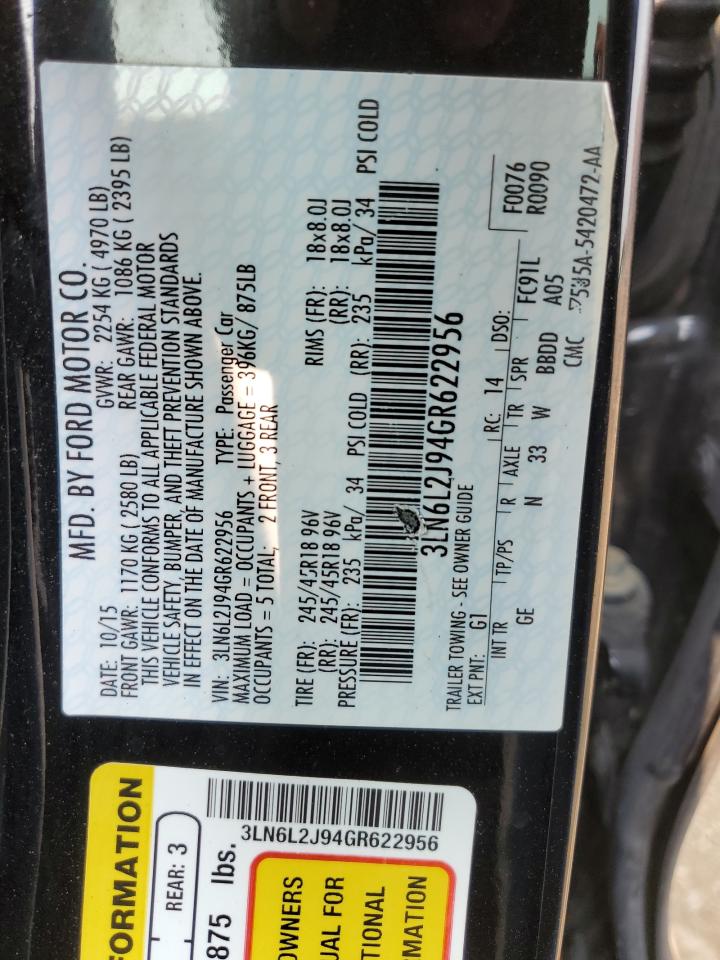 MFD. BY FORD MOTOR CO.
DATE: 10/15 GVWR: 2254 KG ( 4970 LB)
FRONT GAWR: 1170 KG ( 2580 LB) REAR GAWR: 1086 KG ( 2395 LB)
THIS VEHICLE CONFORMS TO ALL APPLICABLE FEDERAL MOTOR
VEHICLE SAFETY, BUMPER, AND THEFT PREVENTION STANDARDS
IN EFFECT ON THE DATE OF MANUFACTURE SHOWN ABOVE.
VIN: 3LN6L2J94GR622956 TYPE: Passenger Car
MAXIMUM LOAD = OCCUPANTS + LUGGAGE = 396KG/ 875LB
OCCUPANTS = 5 TOTAL; 2 FRONT, 3 REAR
TIRE (FR): 245/45R18 96V RIMS (FR): 18x8.0J
(RR): 245/45R18 96V (RR): 18x8.0J
PRESSURE (FR): 235 kPa/ 34 PSI COLD (RR): 235 kPa/ 34 PSI COLD
3LN6L2J94GR622956
TRAILER TOWING - SEE OWNER GUIDE
EXT PNT: G1 RC: 14 DSO: F0076
R0090
INT TR TP/PS R AXLE TR SPR FC91L
GE N 33 W BBDD A05
CMC 5420472-AA
FORMATION
REAR: 3
875 lbs.
3LN6L2J94GR622956
OWNERS
UAL FOR
TIONAL
MATION